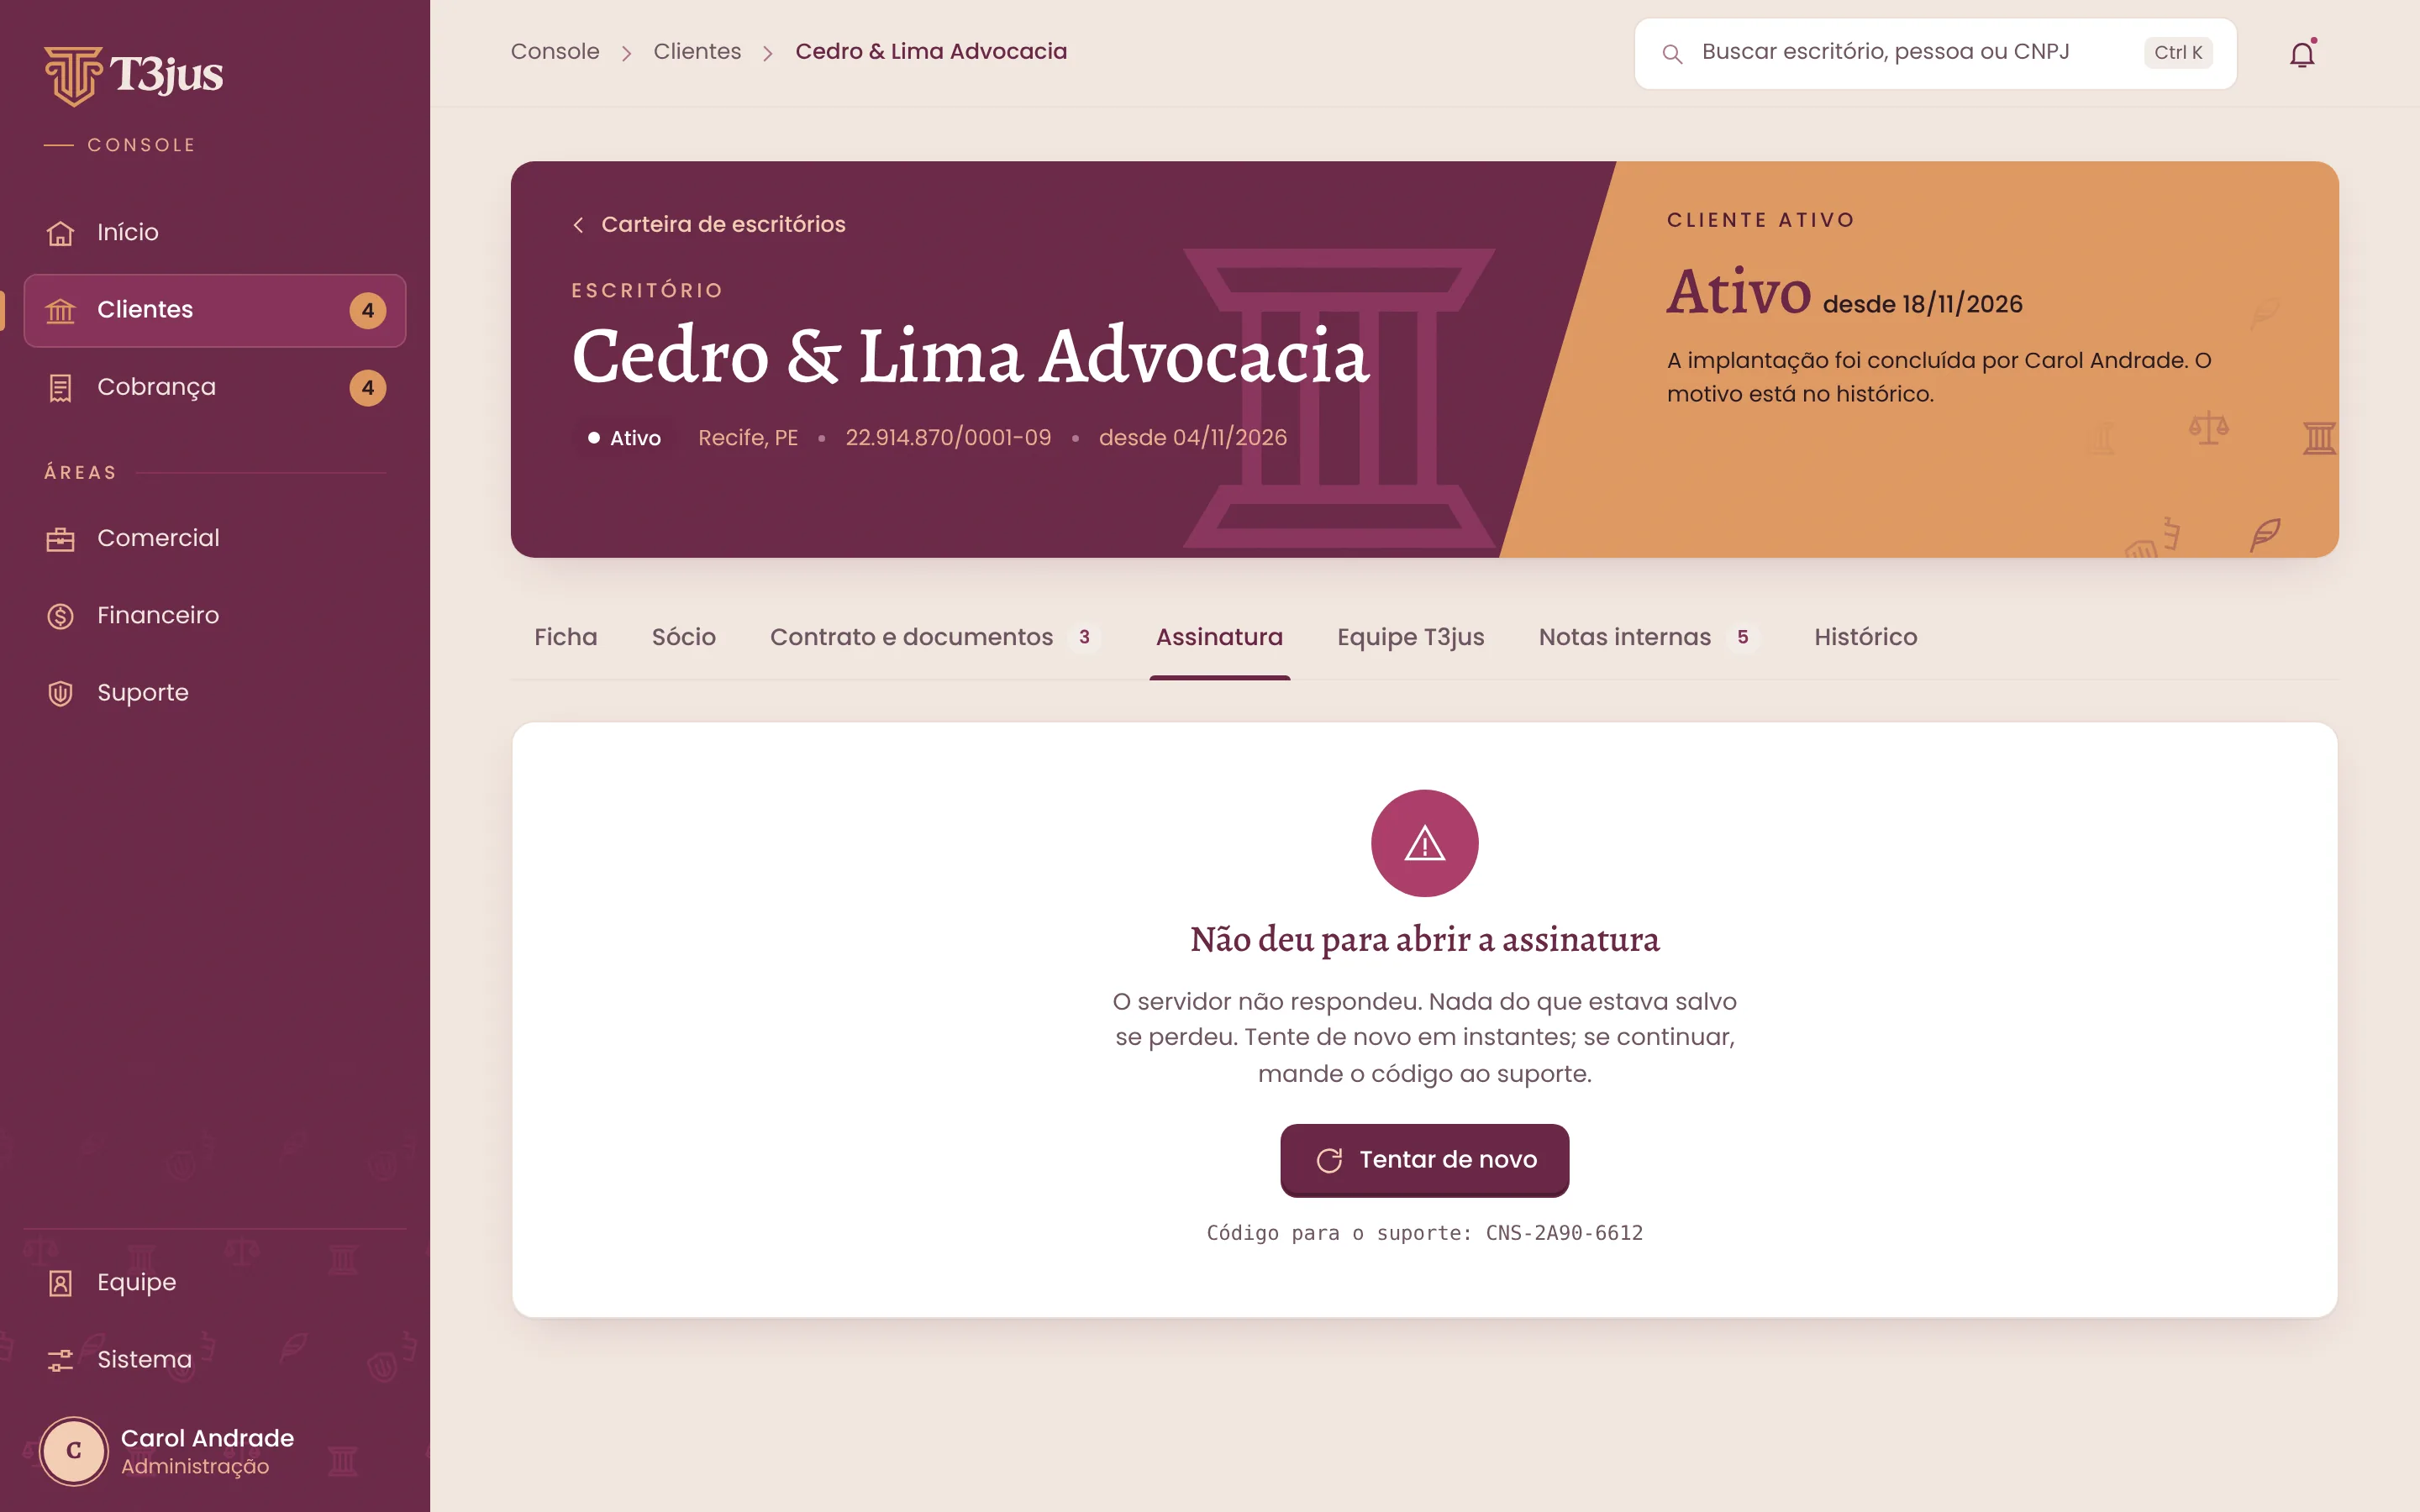 T3jus
CONSOLE
Início
Clientes 4
Cobrança 4
ÁREAS
Comercial
Financeiro
Suporte
Equipe
Sistema
C
Carol Andrade
Administração
Console > Clientes > Cedro & Lima Advocacia
Buscar escritório, pessoa ou CNPJ Ctrl K
Carteira de escritórios
ESCRITÓRIO
Cedro & Lima Advocacia
Ativo Recife, PE • 22.914.870/0001-09 • desde 04/11/2026
CLIENTE ATIVO
Ativo desde 18/11/2026
A implantação foi concluída por Carol Andrade. O
motivo está no histórico.
Ficha Sócio Contrato e documentos 3 Assinatura Equipe T3jus Notas internas 5 Histórico
Não deu para abrir a assinatura
O servidor não respondeu. Nada do que estava salvo
se perdeu. Tente de novo em instantes; se continuar,
mande o código ao suporte.
Tentar de novo
Código para o suporte: CNS-2A90-6612